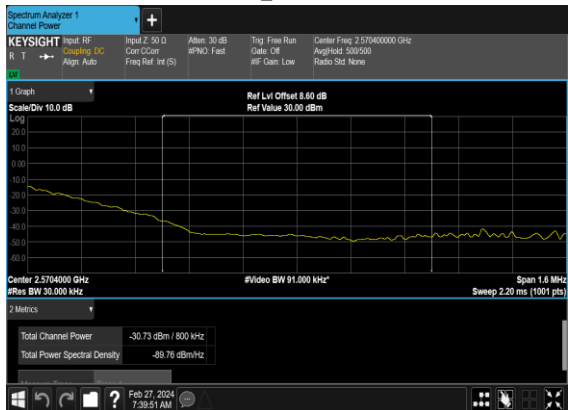 Spectrum Analyzer 1
Channel Power
KEYSIGHT
R T
Input: RF
Coupling: DC
Align: Auto
Input Z: 50 Ω
Corr CCorr
Freq Ref: Int (S)
Atten: 30 dB
#PNO: Fast
Trig: Free Run
Gate: Off
#IF Gain: Low
Center Freq: 2.570400000 GHz
Avg|Hold: 500/500
Radio Std: None
1 Graph
Scale/Div 10.0 dB
Ref Lvl Offset 8.60 dB
Ref Value 30.00 dBm
Log
20.0
10.0
0.00
-10.0
-20.0
-30.0
-40.0
-50.0
-60.0
Center 2.5704000 GHz
#Video BW 91.000 kHz*
Span 1.6 MHz
#Res BW 30.000 kHz
Sweep 2.20 ms (1001 pts)
2 Metrics
Total Channel Power -30.73 dBm / 800 kHz
Total Power Spectral Density -89.76 dBm/Hz
?
Feb 27, 2024
7:39:51 AM